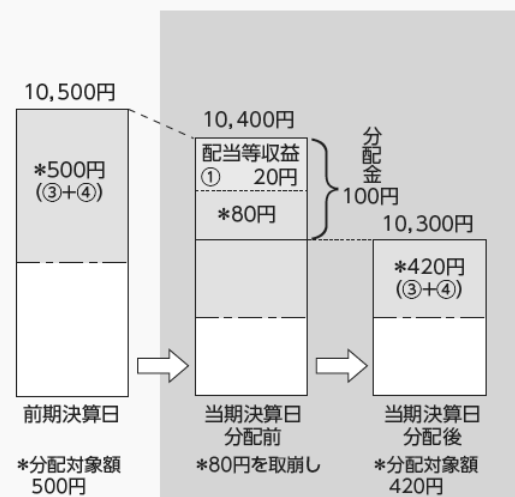 10,500円
*500円
(③+④)
前期決算日
*分配対象額
500円
10,400円
配当等収益
① 20円
*80円
分配金
100円
当期決算日
分配前
*80円を取崩し
10,300円
*420円
(③+④)
当期決算日
分配後
*分配対象額
420円